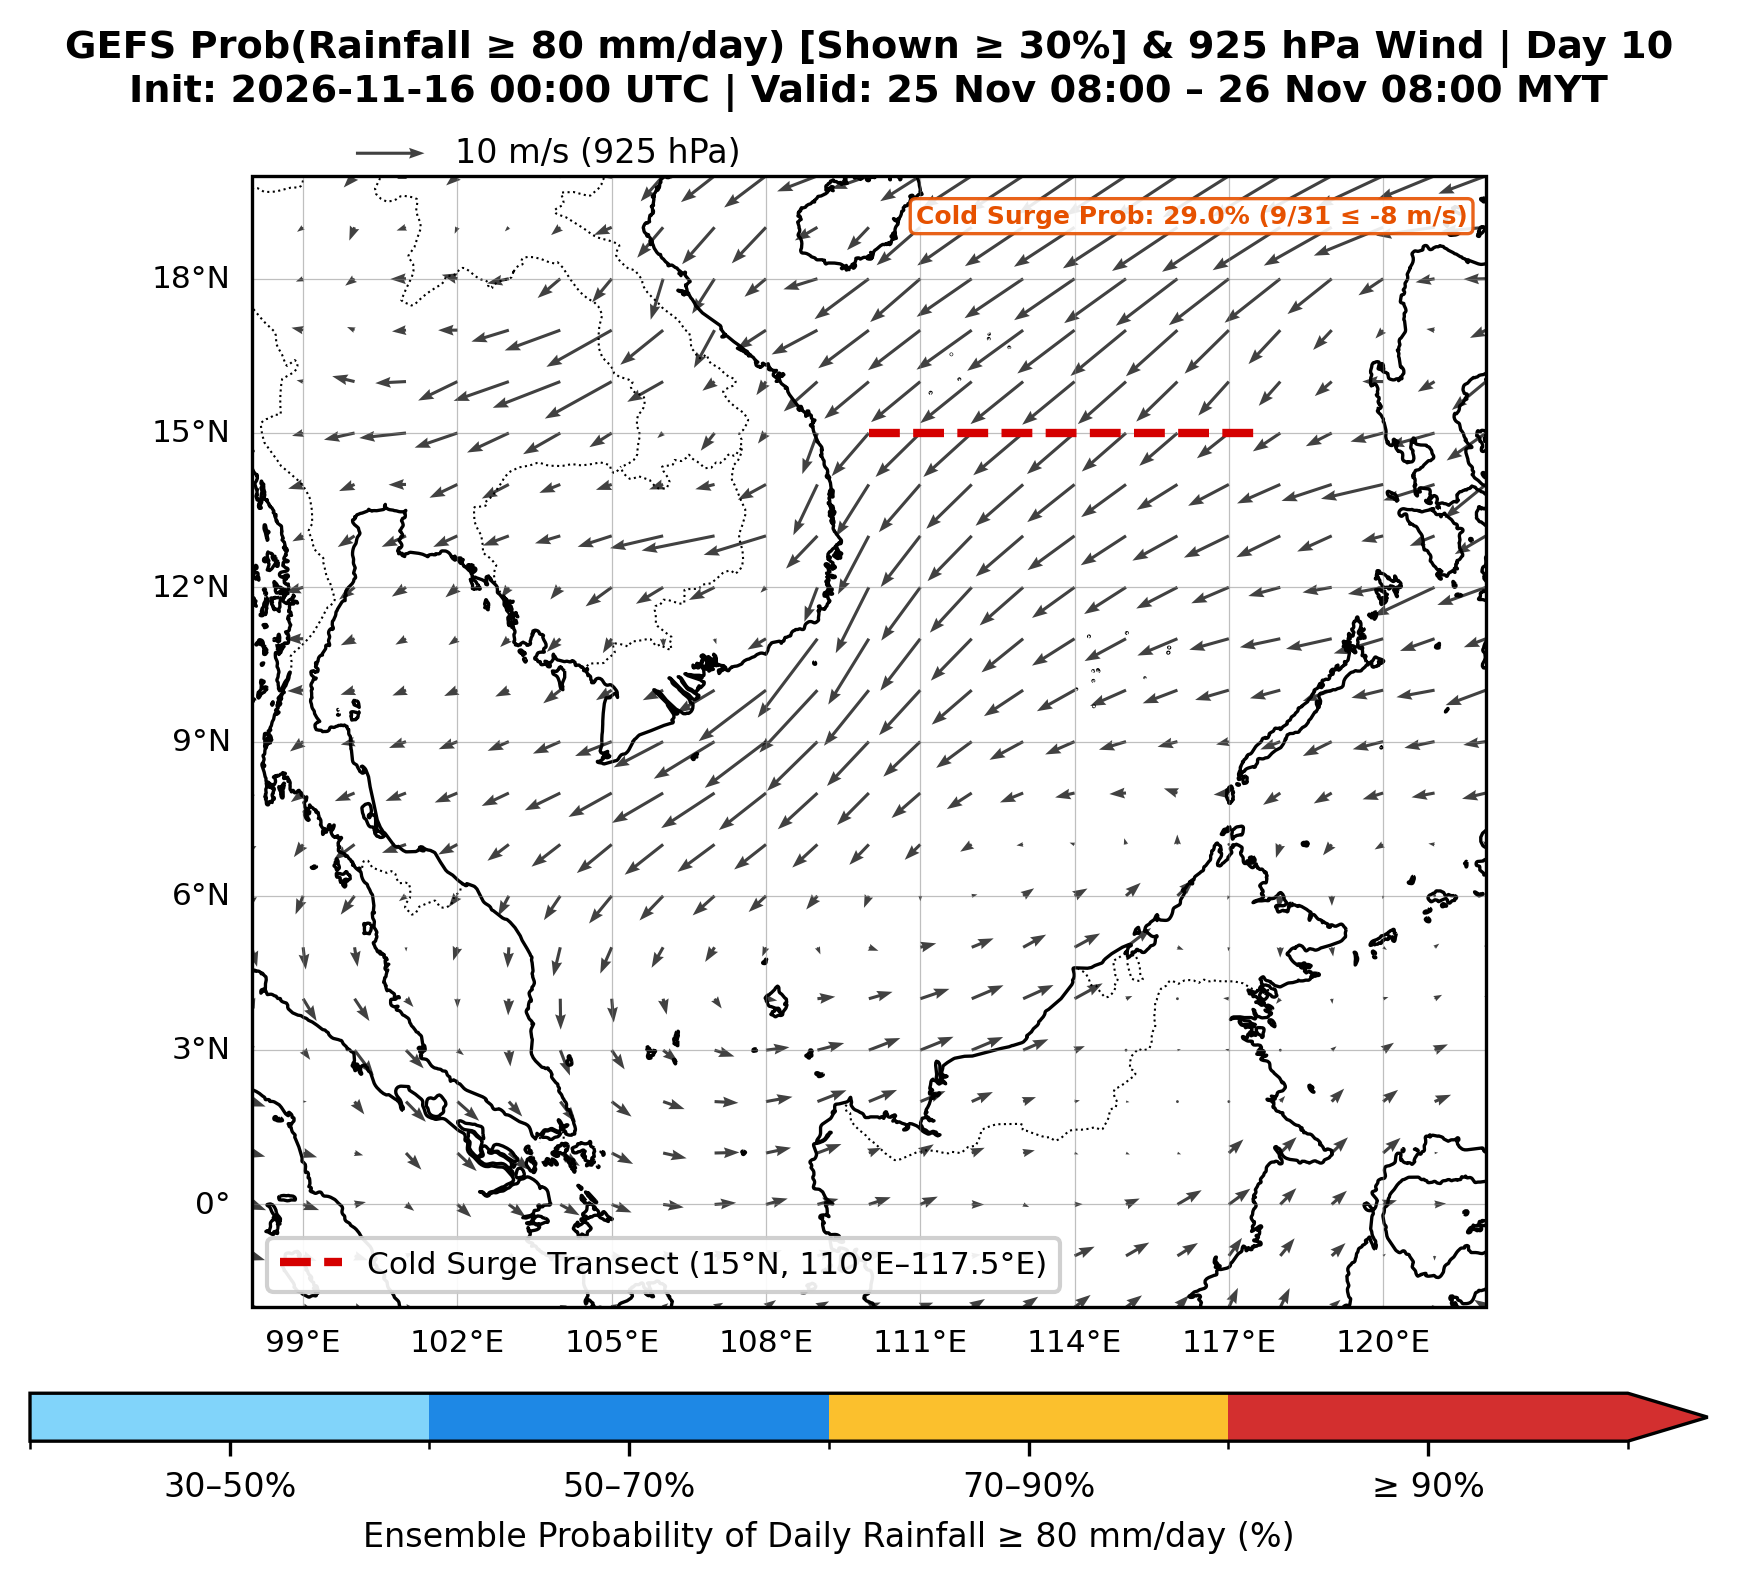 GEFS Prob(Rainfall ≥ 80 mm/day) [Shown ≥ 30%] & 925 hPa Wind | Day 10
Init: 2026-11-16 00:00 UTC | Valid: 25 Nov 08:00 – 26 Nov 08:00 MYT
10 m/s (925 hPa)
Cold Surge Prob: 29.0% (9/31 ≤ -8 m/s)
18°N
15°N
12°N
9°N
6°N
3°N
0°
Cold Surge Transect (15°N, 110°E–117.5°E)
99°E 102°E 105°E 108°E 111°E 114°E 117°E 120°E
30–50% 50–70% 70–90% ≥ 90%
Ensemble Probability of Daily Rainfall ≥ 80 mm/day (%)